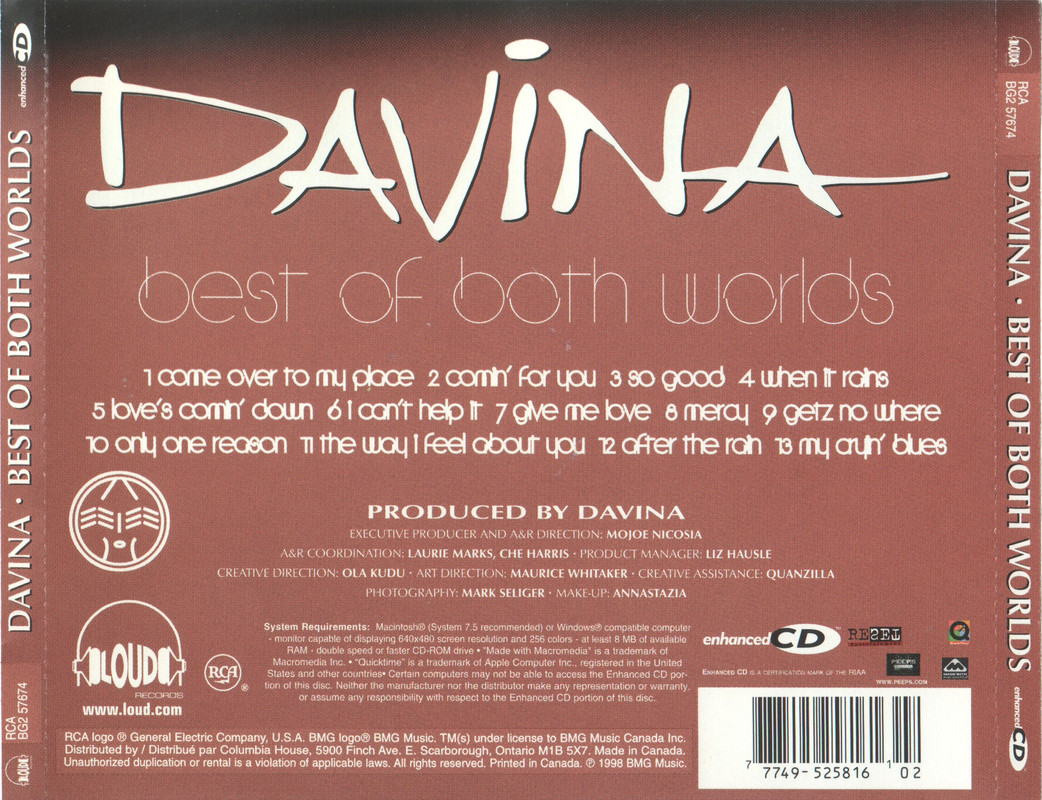 DAVINA
best of both worlds
1 come over to my place 2 comin' for you 3 so good 4 when it rains
5 love's comin' down 6 i can't help it 7 give me love 8 mercy 9 getz no where
10 only one reason 11 the way i feel about you 12 after the rain 13 my cryin' blues
PRODUCED BY DAVINA
EXECUTIVE PRODUCER AND A&R DIRECTION: MOJOE NICOSIA
A&R COORDINATION: LAURIE MARKS, CHE HARRIS · PRODUCT MANAGER: LIZ HAUSLE
CREATIVE DIRECTION: OLA KUDU · ART DIRECTION: MAURICE WHITAKER · CREATIVE ASSISTANCE: QUANZILLA
PHOTOGRAPHY: MARK SELIGER · MAKE-UP: ANNASTAZIA
System Requirements: Macintosh® (System 7.5 recommended) or Windows® compatible computer
- monitor capable of displaying 640x480 screen resolution and 256 colors - at least 8 MB of available
RAM - double speed or faster CD-ROM drive • "Made with Macromedia" is a trademark of
Macromedia Inc. • "Quicktime" is a trademark of Apple Computer Inc., registered in the United
States and other countries• Certain computers may not be able to access the Enhanced CD por-
tion of this disc. Neither the manufacturer nor the distributor make any representation or warranty,
or assume any responsibility with respect to the Enhanced CD portion of this disc.
LOUD
RECORDS
www.loud.com
RCA ®
enhanced CD ™
RESET
ENHANCED CD IS A CERTIFICATION MARK OF THE RIAA
PEEPS
WWW.PEEPS.COM
MADE WITH
RCA logo ® General Electric Company, U.S.A. BMG logo® BMG Music. TM(s) under license to BMG Music Canada Inc.
Distributed by / Distribué par Columbia House, 5900 Finch Ave. E. Scarborough, Ontario M1B 5X7. Made in Canada.
Unauthorized duplication or rental is a violation of applicable laws. All rights reserved. Printed in Canada. ℗ 1998 BMG Music.
7 7749-525816 1 02
enhanced CD
DAVINA · BEST OF BOTH WORLDS
RCA
BG2 57674
LOUD
LOUD
RCA
BG2 57674
DAVINA · BEST OF BOTH WORLDS
enhanced CD